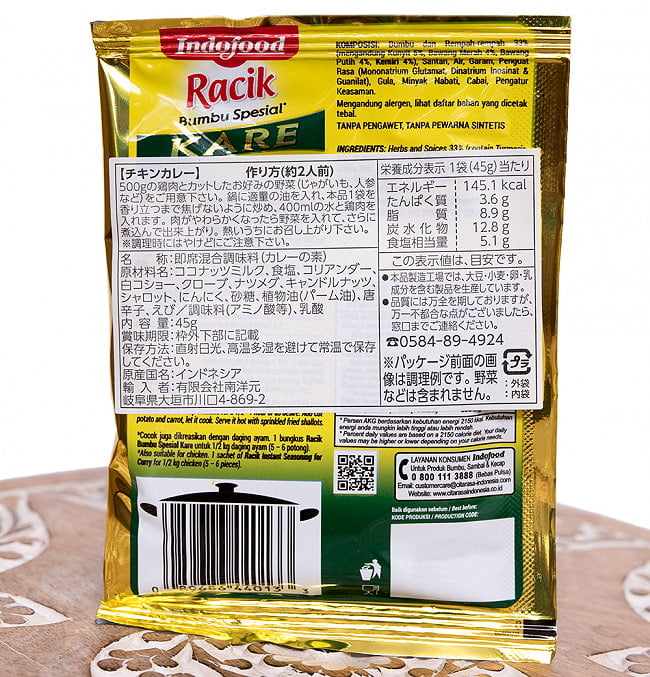 Indofood
Racik
Bumbu Spesial
KARE
KOMPOSISI: Bumbu dan Rempah-rempah 33%
(mengandung Kunyit 5%, Bawang Merah 4%, Bawang
Putih 4%, Kemiri 4%), Santan, Air, Garam, Penguat
Rasa (Mononatrium Glutamat, Dinatrium Inosinat &
Guanilat), Gula, Minyak Nabati, Cabai, Pengatur
Keasaman.
Mengandung alergen, lihat daftar bahan yang dicetak
tebal.
TANPA PENGAWET, TANPA PEWARNA SINTETIS
INGREDIENTS: Herbs and Spices 33% (contain Turmeric
【チキンカレー】 作り方(約2人前)
500gの鶏肉とカットしたお好みの野菜(じゃがいも、人参
など)をご用意下さい。鍋に適量の油を入れ、本品1袋を
香り立つまで焦げないように炒め、400mlの水と鶏肉を
入れます。肉がやわらかくなったら野菜を入れて、さらに
煮込んで出来上がり。熱いうちにお召し上がり下さい。
※調理時にはやけどにご注意下さい。
名称:即席混合調味料(カレーの素)
原材料名:ココナッツミルク、食塩、コリアンダー、
白コショー、クローブ、ナツメグ、キャンドルナッツ、
シャロット、にんにく、砂糖、植物油(パーム油)、唐
辛子、えび/調味料(アミノ酸等)、乳酸
内容量:45g
賞味期限:枠外下部に記載
保存方法:直射日光、高温多湿を避けて常温で保存
してください。
原産国名:インドネシア
輸入者:有限会社南洋元
岐阜県大垣市川口4-869-2
栄養成分表示 1袋(45g)当たり
エネルギー 145.1 kcal
たんぱく質 3.6 g
脂質 8.9 g
炭水化物 12.8 g
食塩相当量 5.1 g
この表示値は、目安です。
●本品製造工場では、大豆・小麦・卵・乳
成分を含む製品を生産しています。
●品質には万全を期しておりますが、
万一不都合な点がございましたら、
窓口までご連絡ください。
☎0584-89-4924
※パッケージ前面の画
像は調理例です。野菜
などは含まれません。
プラ
:外袋
内袋
potato and carrot, let it cook. Serve it hot with sprinkled fried shallots.
*Cocok juga dikreasikan dengan daging ayam. 1 bungkus Racik
Bumbu Spesial Kare untuk 1/2 kg daging ayam (5 - 6 potong).
*Also suitable for chicken. 1 sachet of Racik Instant Seasoning for
Curry for 1/2 kg chicken (5 - 6 pieces).
* Persen AKG berdasarkan kebutuhan energi 2150 kkal. Kebutuhan
energi anda mungkin lebih tinggi atau lebih rendah.
* Percent daily values are based on a 2150 calorie diet. Your daily
values may be higher or lower depending on your calorie needs.
LAYANAN KONSUMEN Indofood
Untuk Produk Bumbu, Sambal & Kecap
0 800 111 3888 (Bebas Pulsa)
Email: customercare@citarasa-indonesia.com
Website: www.citarasa-indonesia.co.id
Baik digunakan sebelum / Best before:
KODE PRODUKSI / PRODUCTION CODE:
0 89686 44013 3